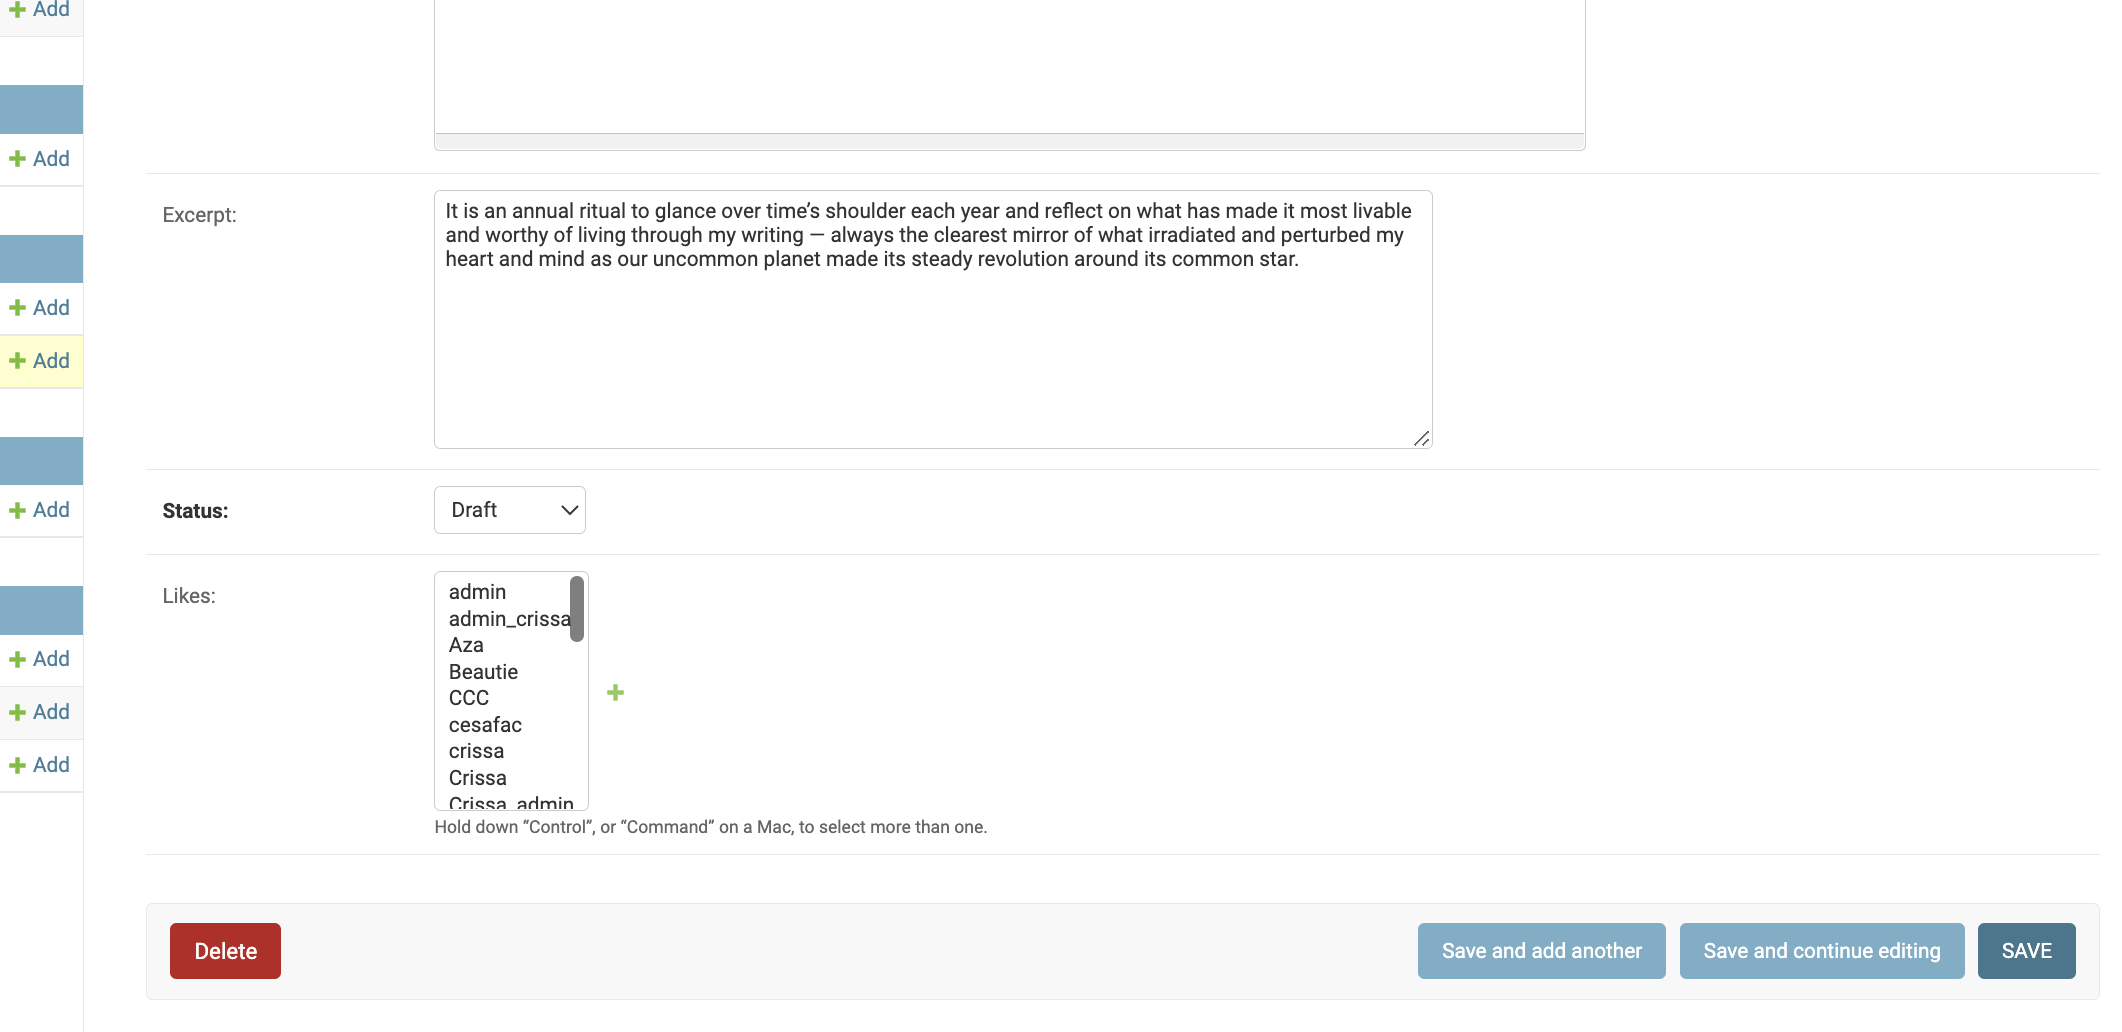 Add
Add
Add
Add
Add
Add
Add
Add
Excerpt:
It is an annual ritual to glance over time’s shoulder each year and reflect on what has made it most livable
and worthy of living through my writing — always the clearest mirror of what irradiated and perturbed my
heart and mind as our uncommon planet made its steady revolution around its common star.
Status:
Draft
Likes:
admin
admin_crissa
Aza
Beautie
CCC
cesafac
crissa
Crissa
Crissa_admin
Hold down “Control”, or “Command” on a Mac, to select more than one.
Delete
Save and add another
Save and continue editing
SAVE